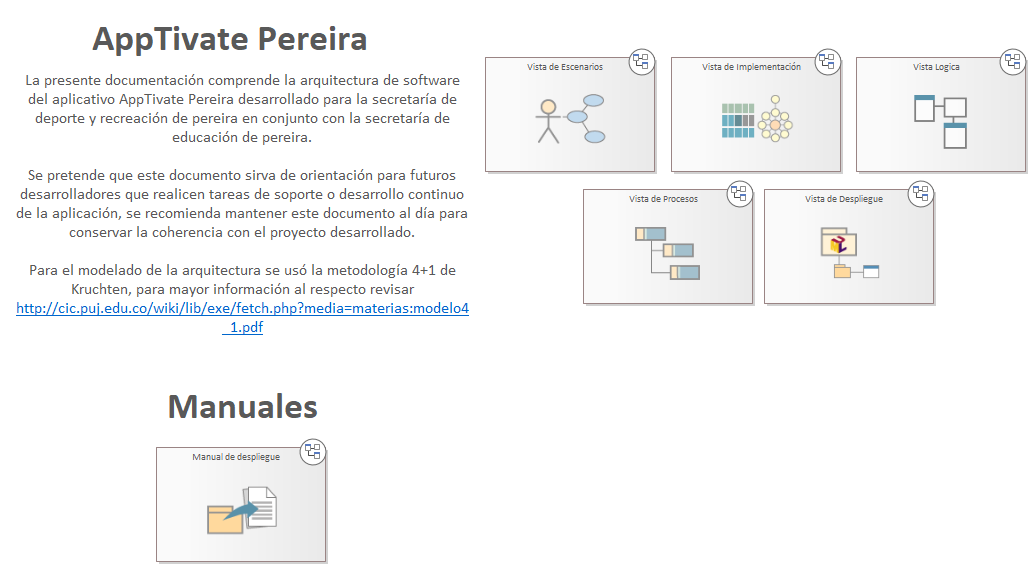 AppTivate Pereira
La presente documentación comprende la arquitectura de software
del aplicativo AppTivate Pereira desarrollado para la secretaría de
deporte y recreación de pereira en conjunto con la secretaría de
educación de pereira.
Se pretende que este documento sirva de orientación para futuros
desarrolladores que realicen tareas de soporte o desarrollo continuo
de la aplicación, se recomienda mantener este documento al día para
conservar la coherencia con el proyecto desarrollado.
Para el modelado de la arquitectura se usó la metodología 4+1 de
Kruchten, para mayor información al respecto revisar
http://cic.puj.edu.co/wiki/lib/exe/fetch.php?media=materias:modelo4
_1.pdf
Vista de Escenarios
Vista de Implementación
Vista Logica
Vista de Procesos
Vista de Despliegue
Manuales
Manual de despliegue